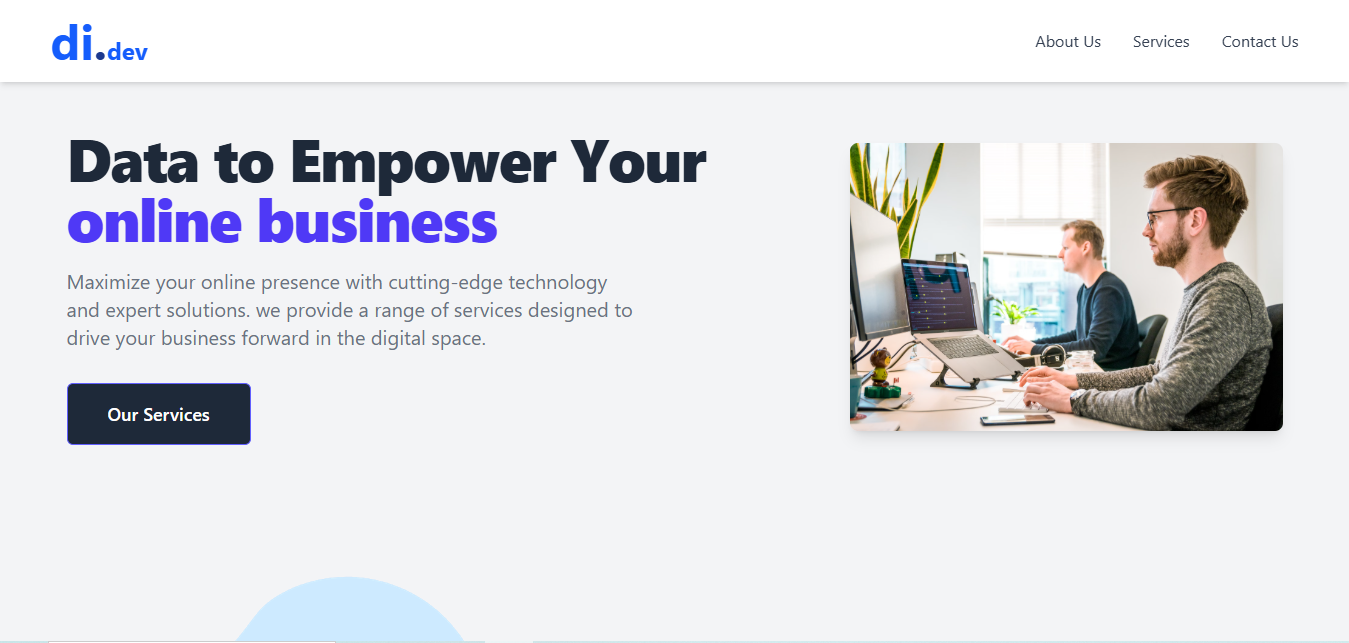 di.dev
About Us Services Contact Us
Data to Empower Your
online business
Maximize your online presence with cutting-edge technology
and expert solutions. we provide a range of services designed to
drive your business forward in the digital space.
Our Services